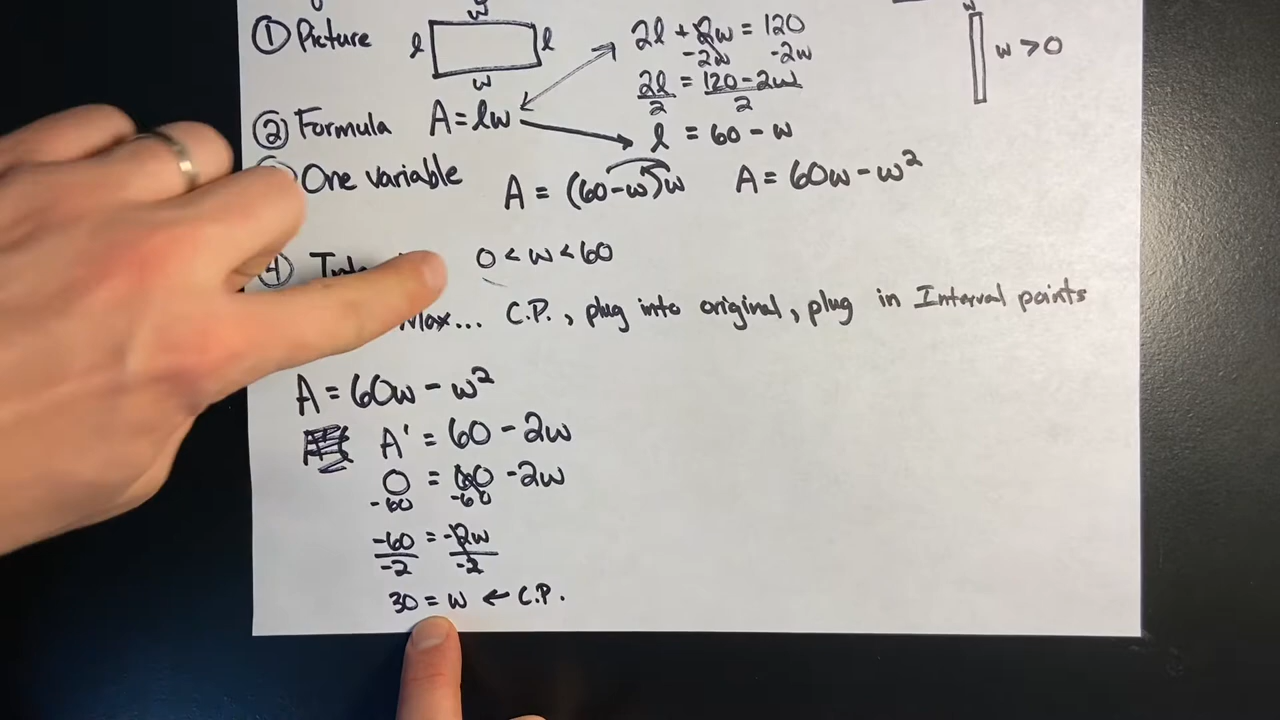 w
① Picture
l
l
w
2l + 2w = 120
-2w -2w
w
w > 0
2l/2 = 120 - 2w/2
② Formula A = lw
l = 60 - w
One variable
A = (60 - w)w A = 60w - w²
④
0 < w < 60
Max... C.P., plug into original, plug in Interval points
A = 60w - w²
A' = 60 - 2w
0 = 60 - 2w
-60 -60
-60/-2 = -2w/-2
30 = w ← C.P.